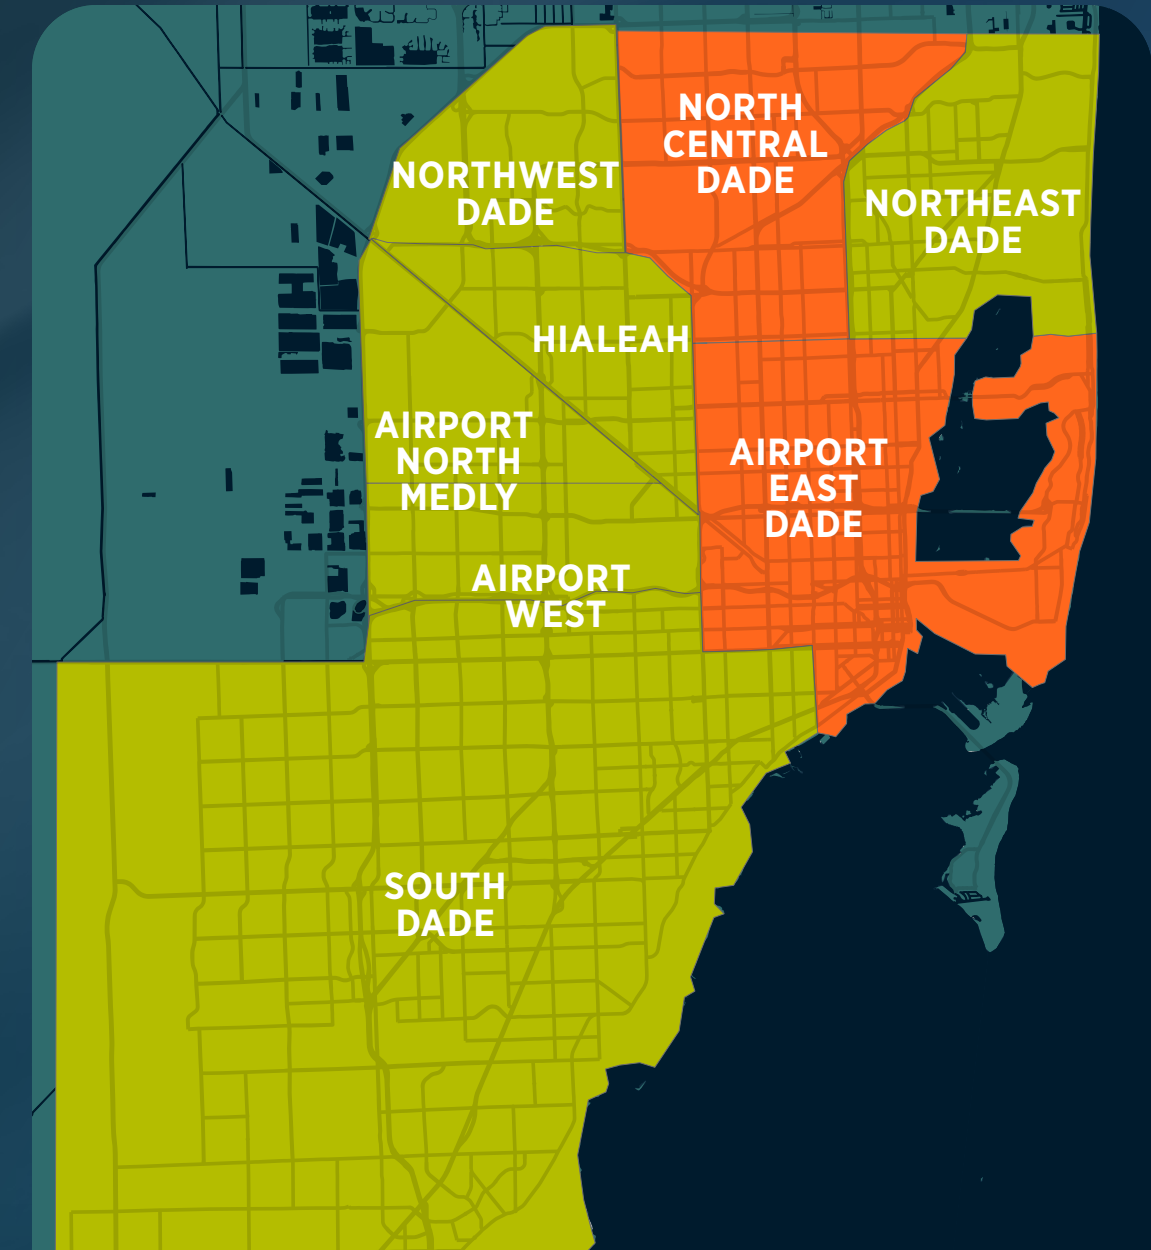 NORTH
CENTRAL
DADE
NORTHWEST
DADE
NORTHEAST
DADE
HIALEAH
AIRPORT
NORTH
MEDLY
AIRPORT
EAST
DADE
AIRPORT
WEST
SOUTH
DADE